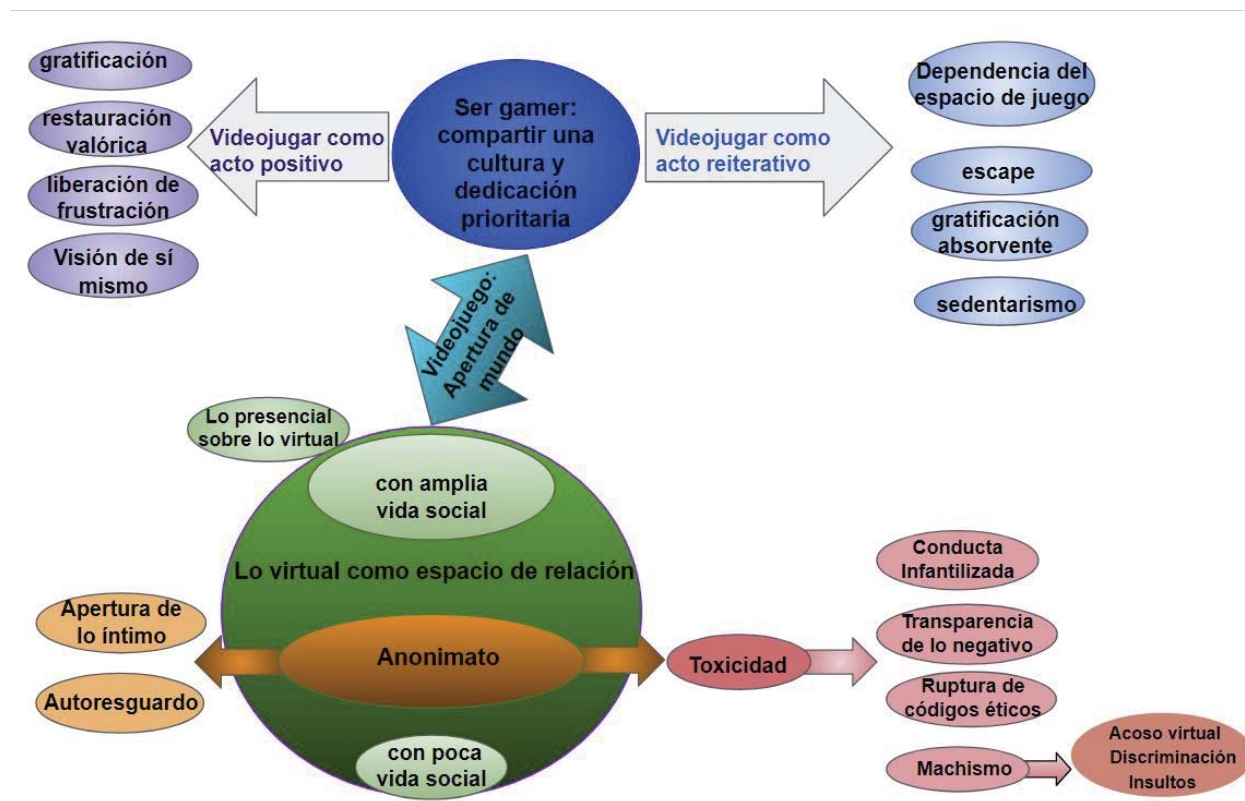 gratificación
restauración
valórica
liberación de
frustración
Visión de sí
mismo
Videojugar como
acto positivo
Ser gamer:
compartir una
cultura y
dedicación
prioritaria
Videojugar como
acto reiterativo
Dependencia del
espacio de juego
escape
gratificación
absorvente
sedentarismo
Videojuego:
Apertura de
mundo
Lo presencial
sobre lo virtual
con amplia
vida social
Lo virtual como espacio de relación
Apertura de
lo íntimo
Autoresguardo
Anonimato
Toxicidad
con poca
vida social
Conducta
Infantilizada
Transparencia
de lo negativo
Ruptura de
códigos éticos
Machismo
Acoso virtual
Discriminación
Insultos